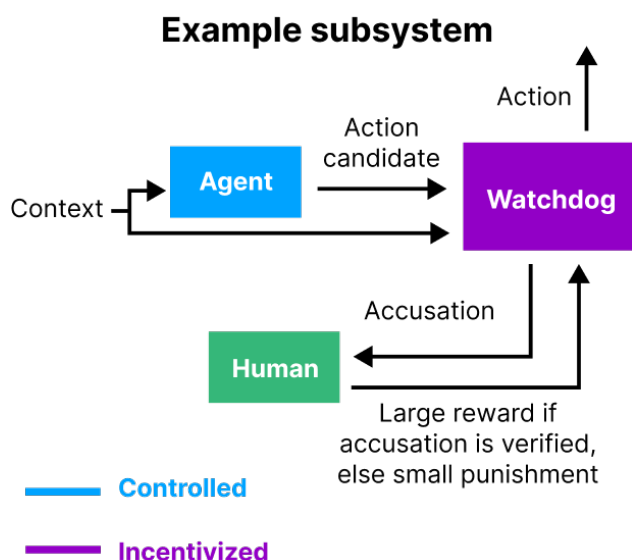 Example subsystem
Action
Action
candidate
Agent
Watchdog
Context
Accusation
Human
Large reward if
accusation is verified,
else small punishment
Controlled
Incentivized